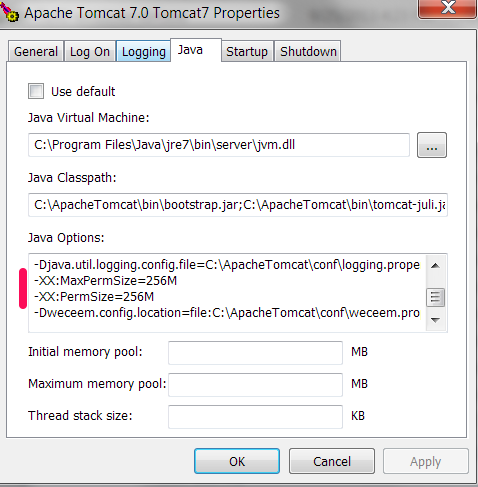 Apache Tomcat 7.0 Tomcat7 Properties
X
General Log On Logging Java Startup Shutdown
Use default
Java Virtual Machine:
C:\Program Files\Java\jre7\bin\server\jvm.dll
...
Java Classpath:
C:\ApacheTomcat\bin\bootstrap.jar;C:\ApacheTomcat\bin\tomcat-juli.ja
Java Options:
-Djava.util.logging.config.file=C:\ApacheTomcat\conf\logging.prope
-XX:MaxPermSize=256M
-XX:PermSize=256M
-Dweceem.config.location=file:C:\ApacheTomcat\conf\weceem.pro
Initial memory pool: MB
Maximum memory pool: MB
Thread stack size: KB
OK Cancel Apply